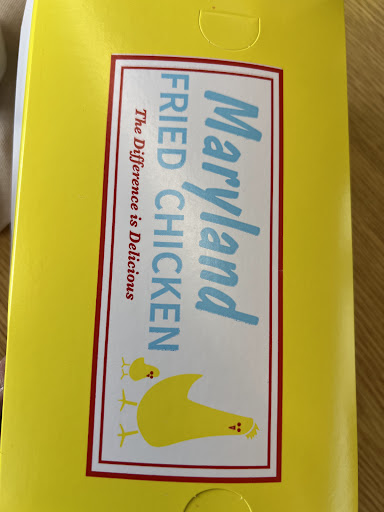 Maryland
FRIED CHICKEN
The Difference is Delicious